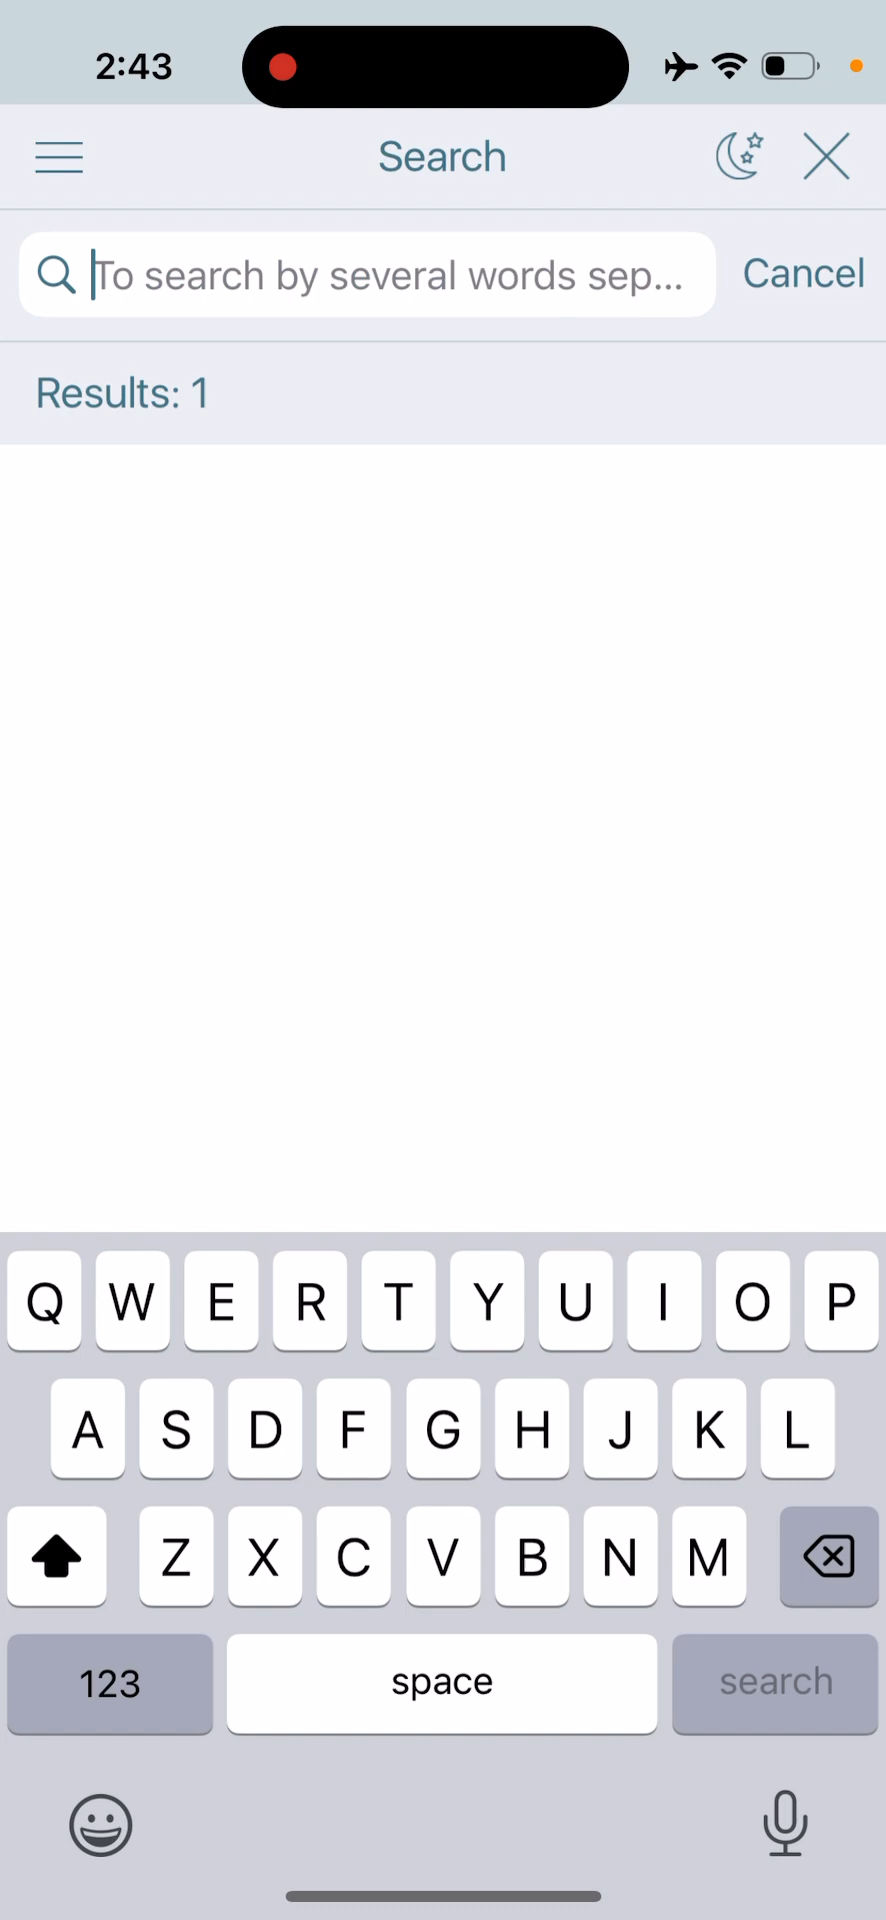 2:43
Search
To search by several words sep...
Cancel
Results: 1
Q W E R T Y U I O P
A S D F G H J K L
Z X C V B N M
123 space search